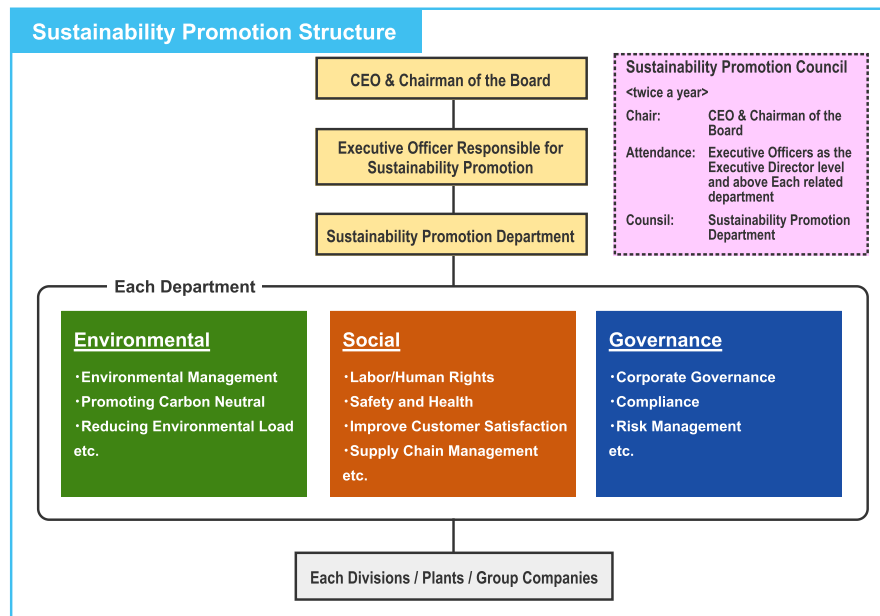 Sustainability Promotion Structure
CEO & Chairman of the Board
Executive Officer Responsible for
Sustainability Promotion
Sustainability Promotion Department
Sustainability Promotion Council
<twice a year>
Chair: CEO & Chairman of the
Board
Attendance: Executive Officers as the
Executive Director level
and above Each related
department
Counsil: Sustainability Promotion
Department
Each Department
Environmental
・Environmental Management
・Promoting Carbon Neutral
・Reducing Environmental Load
etc.
Social
・Labor/Human Rights
・Safety and Health
・Improve Customer Satisfaction
・Supply Chain Management
etc.
Governance
・Corporate Governance
・Compliance
・Risk Management
etc.
Each Divisions / Plants / Group Companies